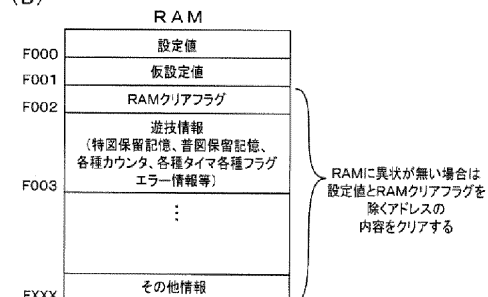 (B)
RAM
設定値
F000
仮設定値
F001
RAMクリアフラグ
F002
遊技情報
(特図保留記憶、普図保留記憶、
各種カウンタ、各種タイマ各種フラグ
エラー情報等)
F003
⋮
その他情報
FXXX
RAMに異状が無い場合は
設定値とRAMクリアフラグを
除くアドレスの
内容をクリアする